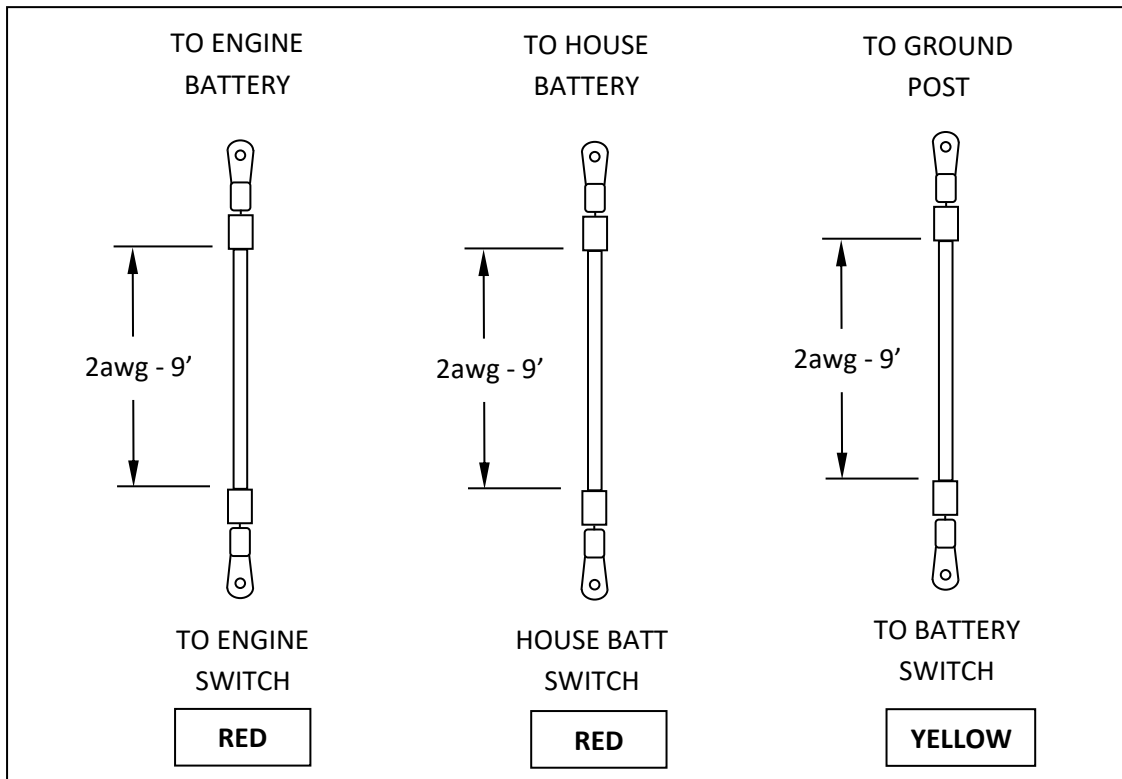 TO ENGINE
BATTERY
2awg - 9’
TO ENGINE
SWITCH
RED
TO HOUSE
BATTERY
2awg - 9’
HOUSE BATT
SWITCH
RED
TO GROUND
POST
2awg - 9’
TO BATTERY
SWITCH
YELLOW